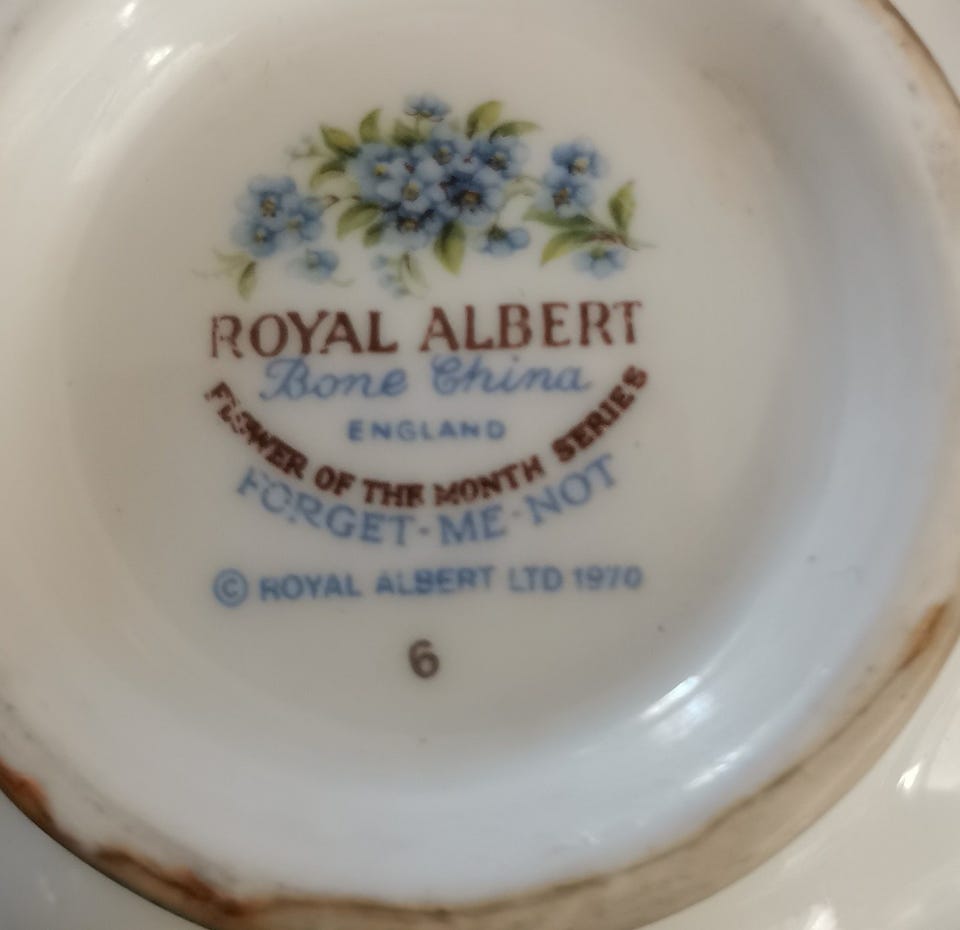 ROYAL ALBERT
Bone China
ENGLAND
FLOWER OF THE MONTH SERIES
FORGET-ME-NOT
© ROYAL ALBERT LTD 1970
6